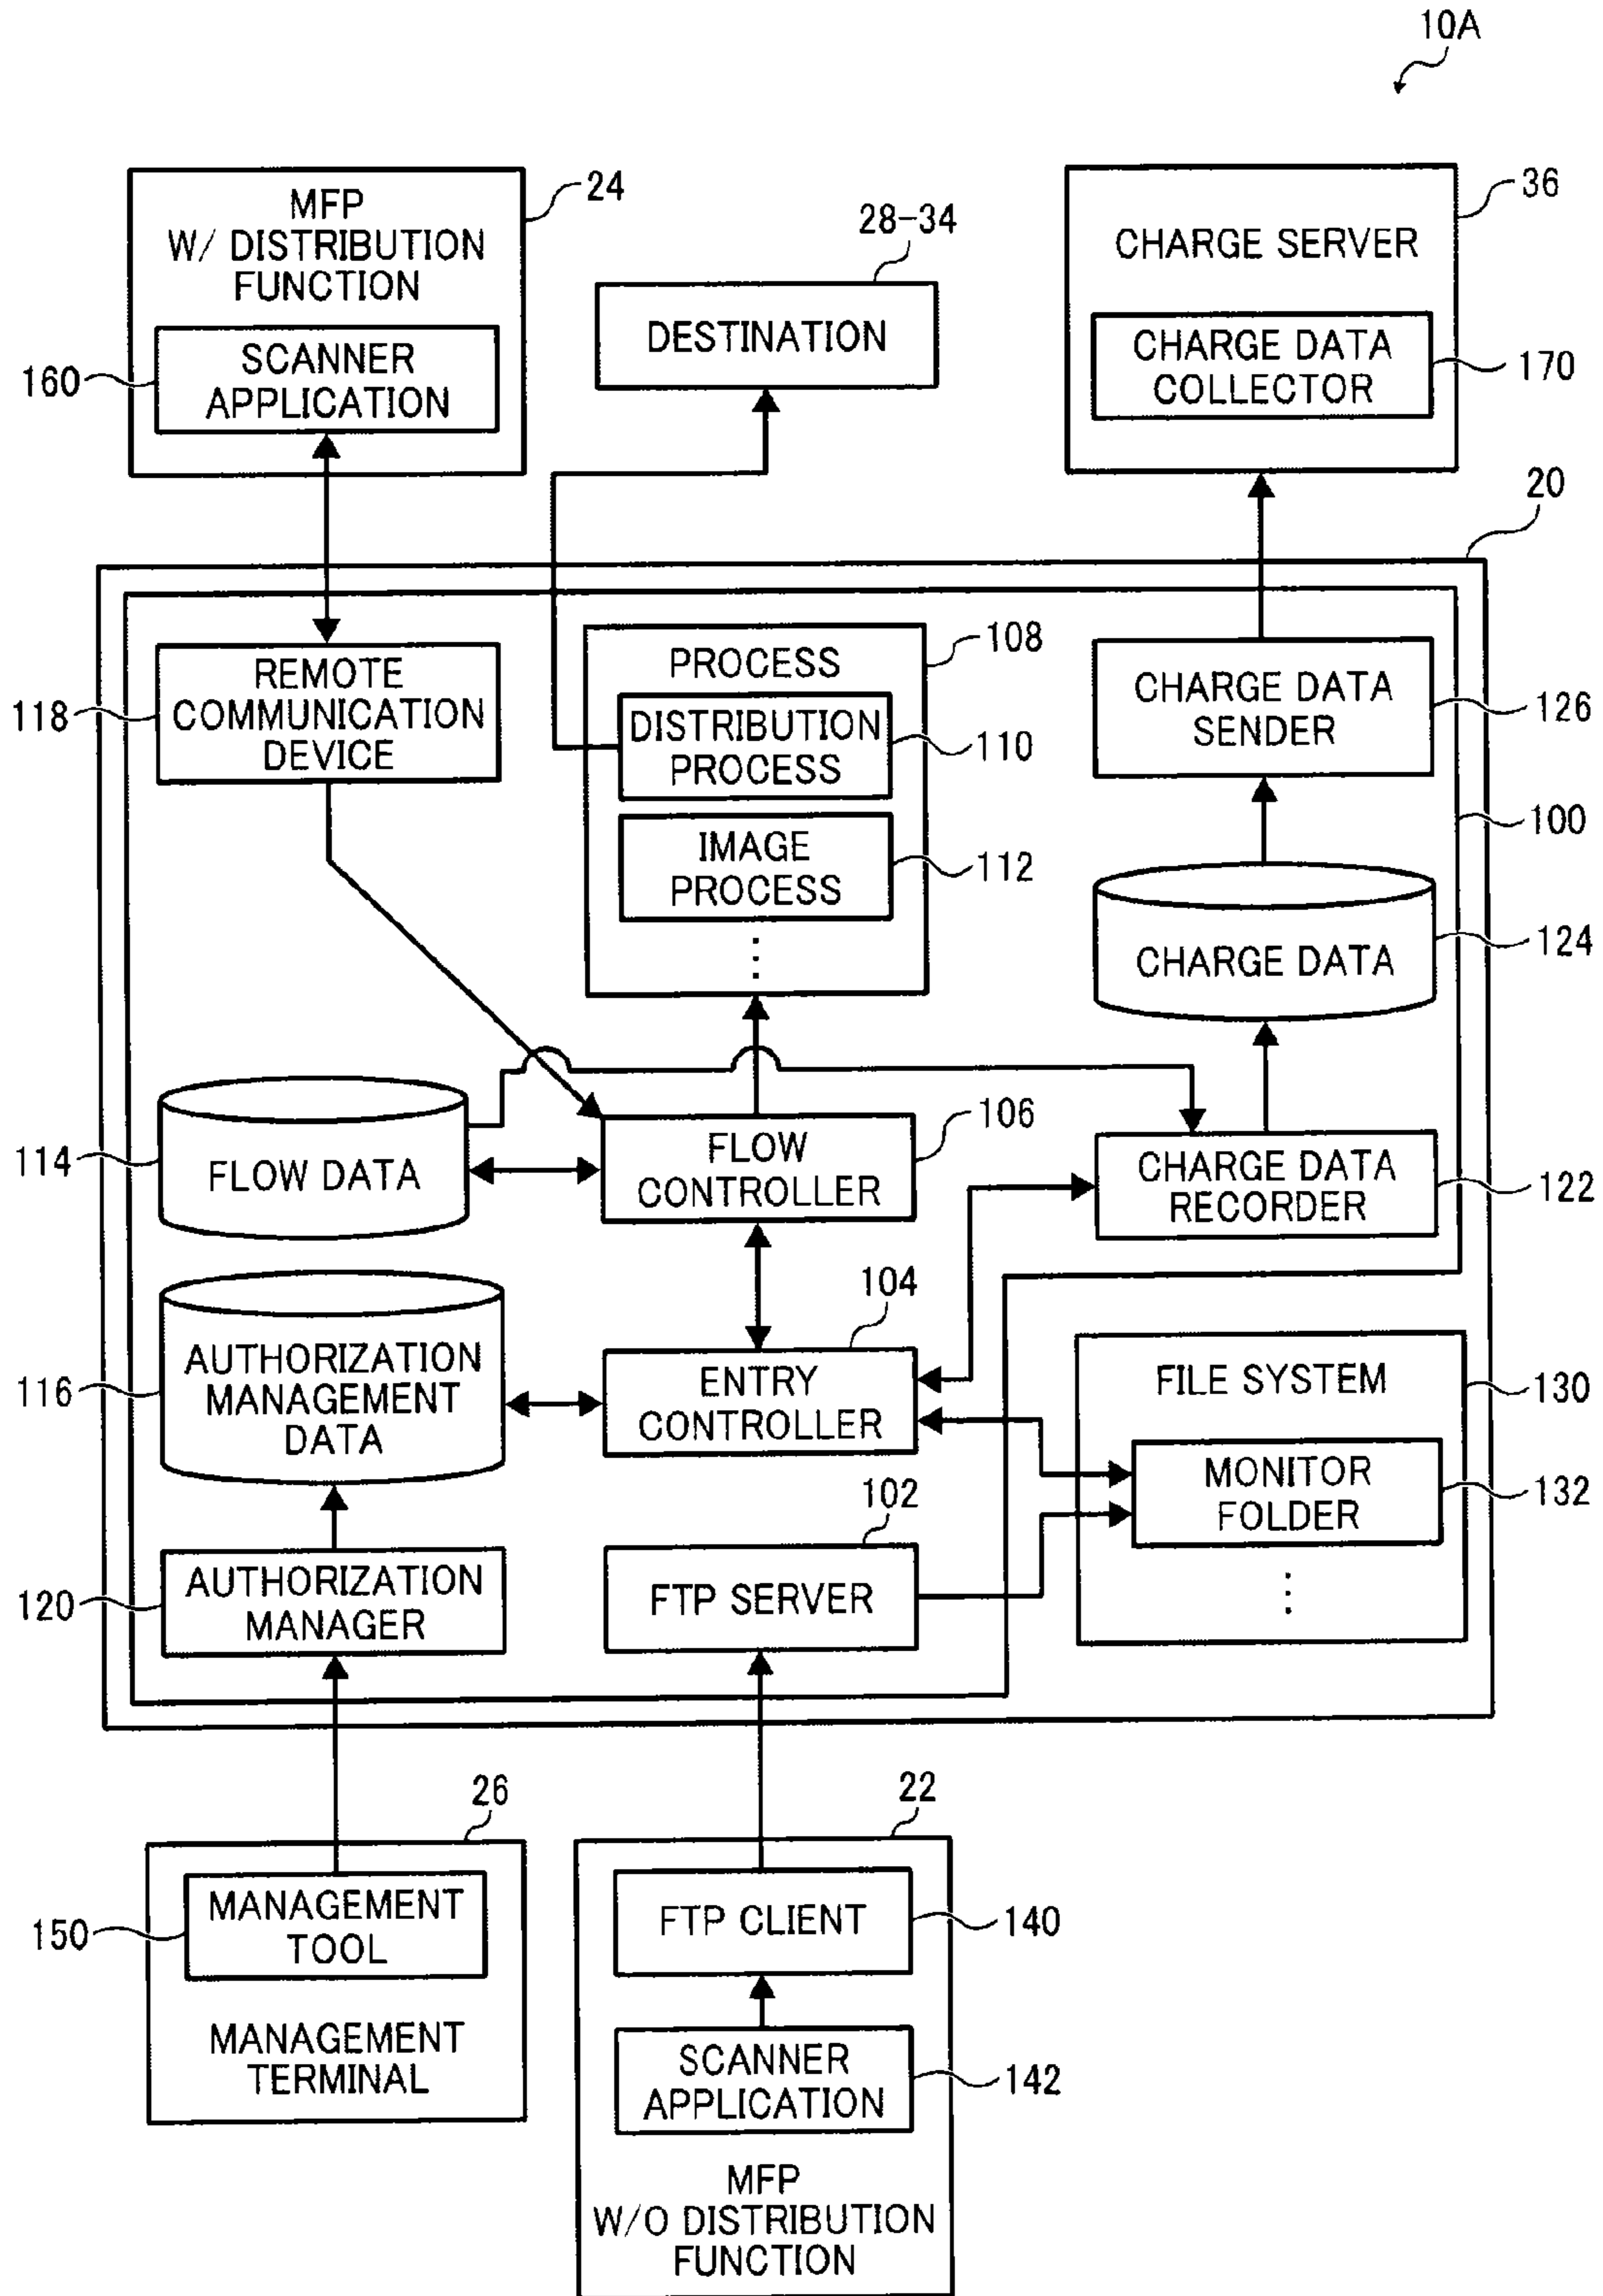 10A
MFP
W/ DISTRIBUTION
FUNCTION
24
SCANNER
APPLICATION
160
28-34
DESTINATION
36
CHARGE SERVER
CHARGE DATA
COLLECTOR
170
20
REMOTE
COMMUNICATION
DEVICE
118
PROCESS
108
DISTRIBUTION
PROCESS
110
IMAGE
PROCESS
112
CHARGE DATA
SENDER
126
100
CHARGE DATA
124
FLOW DATA
114
FLOW
CONTROLLER
106
CHARGE DATA
RECORDER
122
AUTHORIZATION
MANAGEMENT
DATA
116
104
ENTRY
CONTROLLER
FILE SYSTEM
130
MONITOR
FOLDER
132
AUTHORIZATION
MANAGER
120
102
FTP SERVER
26
MANAGEMENT
TOOL
150
MANAGEMENT
TERMINAL
22
FTP CLIENT
140
SCANNER
APPLICATION
142
MFP
W/O DISTRIBUTION
FUNCTION